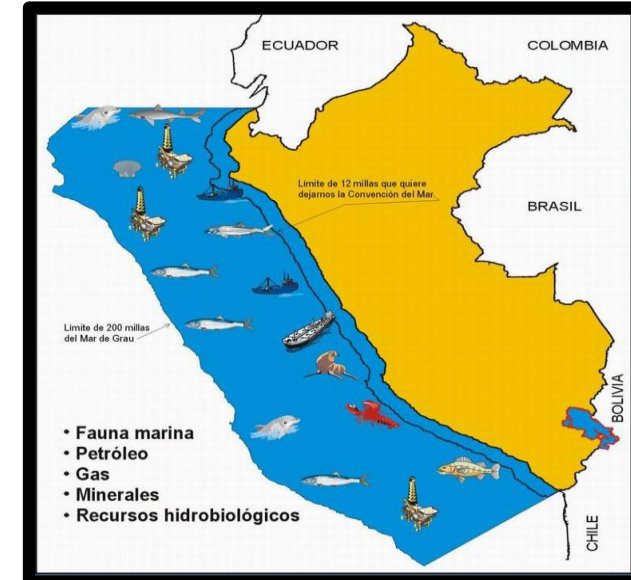 ECUADOR
COLOMBIA
Límite de 12 millas que quiere
dejarnos la Convención del Mar
BRASIL
Límite de 200 millas
del Mar de Grau
BOLIVIA
• Fauna marina
• Petróleo
• Gas
• Minerales
• Recursos hidrobiológicos
CHILE